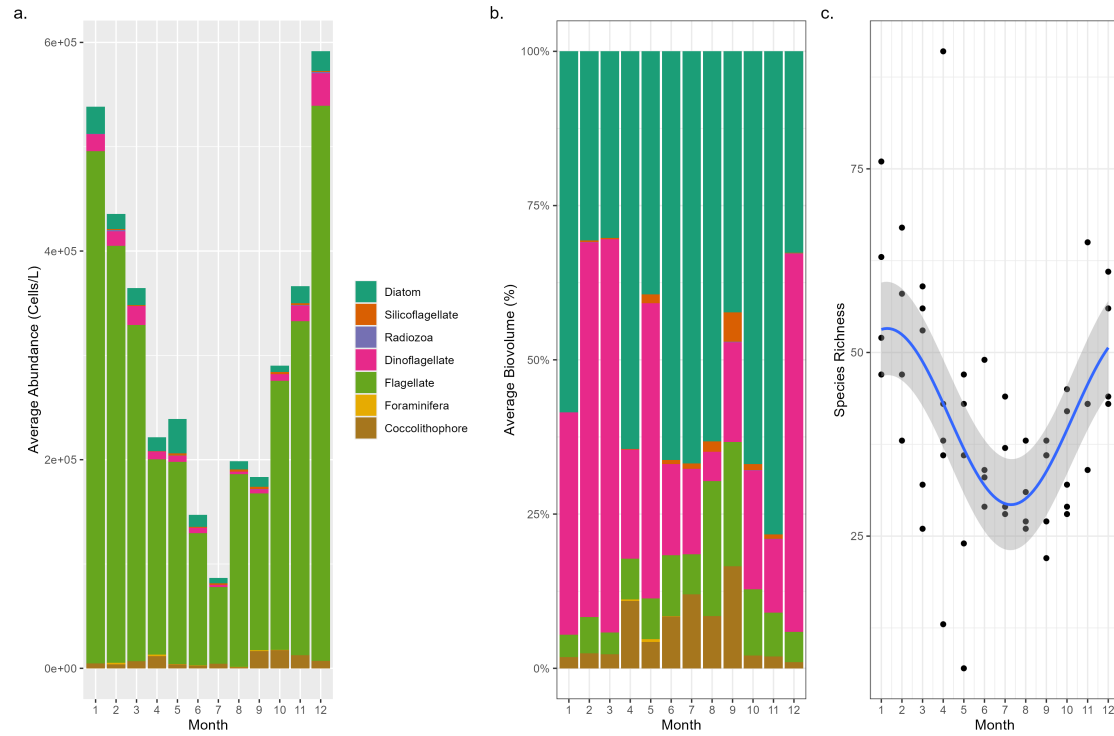 a.
6e+05
4e+05
2e+05
0e+00
Average Abundance (Cells/L)
1 2 3 4 5 6 7 8 9 10 11 12
Month
Diatom
Silicoflagellate
Radiozoa
Dinoflagellate
Flagellate
Foraminifera
Coccolithophore
b.
100%
75%
50%
25%
0%
Average Biovolume (%)
1 2 3 4 5 6 7 8 9 10 11 12
Month
c.
75
50
25
Species Richness
1 2 3 4 5 6 7 8 9 10 11 12
Month